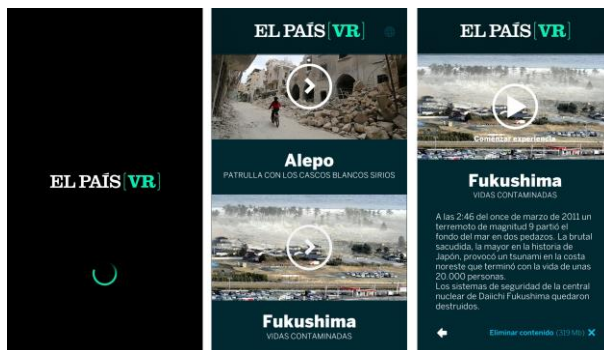 EL PAÍS[VR]
EL PAÍS[VR]
Alepo
PATRULLA CON LOS CASCOS BLANCOS SIRIOS
Fukushima
VIDAS CONTAMINADAS
EL PAÍS[VR]
Comenzar experiencia
Fukushima
VIDAS CONTAMINADAS
A las 2:46 del once de marzo de 2011 un
terremoto de magnitud 9 partió el
fondo del mar en dos pedazos. La brutal
sacudida, la mayor en la historia de
Japón, provocó un tsunami en la costa
noreste que terminó con la vida de unas
20.000 personas.
Los sistemas de seguridad de la central
nuclear de Daiichi Fukushima quedaron
destruidos.
Eliminar contenido (319 Mb) X